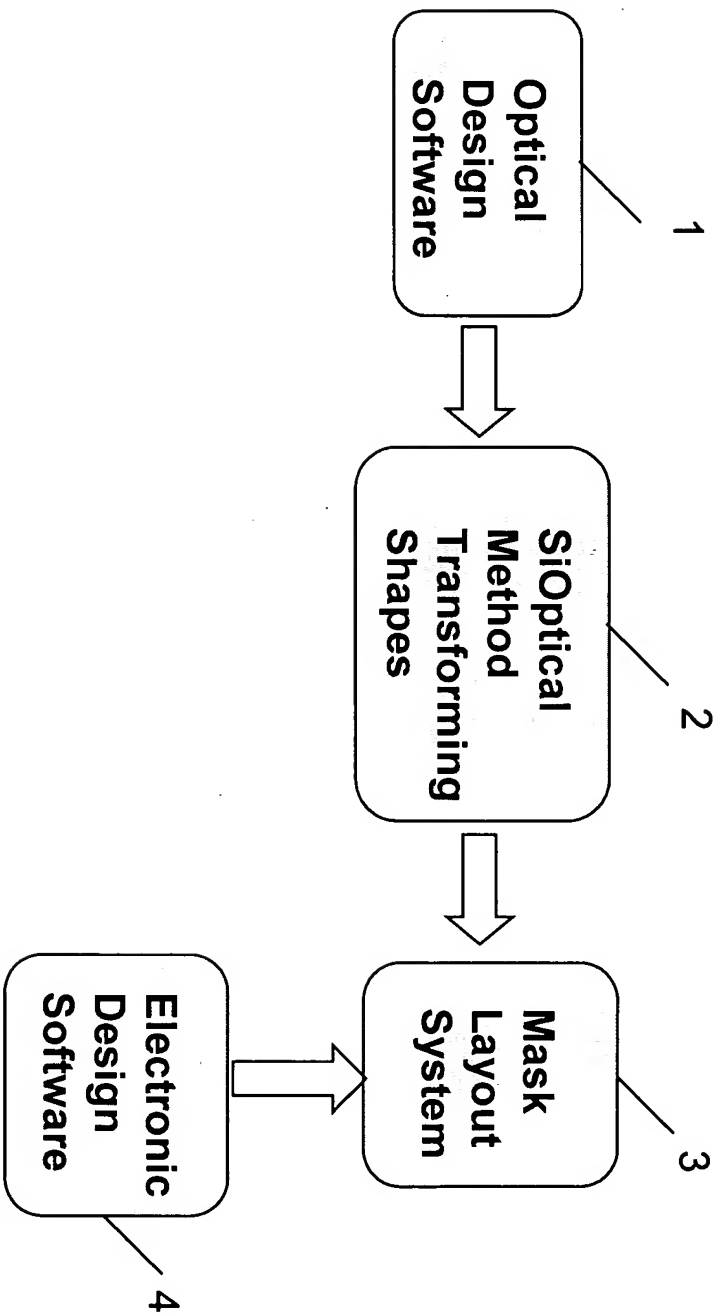 1
Optical
Design
Software
2
SiOptical
Method
Transforming
Shapes
3
Mask
Layout
System
Electronic
Design
Software
4